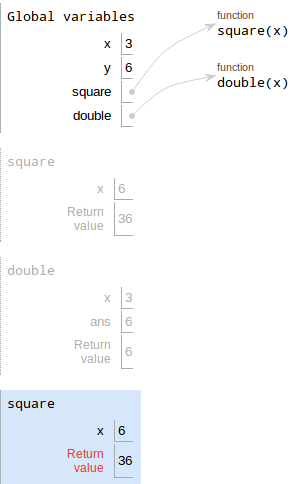 Global variables
function
square(x)
x 3
y 6
square
function
double(x)
double
square
x 6
Return
value 36
double
x 3
ans 6
Return
value 6
square
x 6
Return
value 36